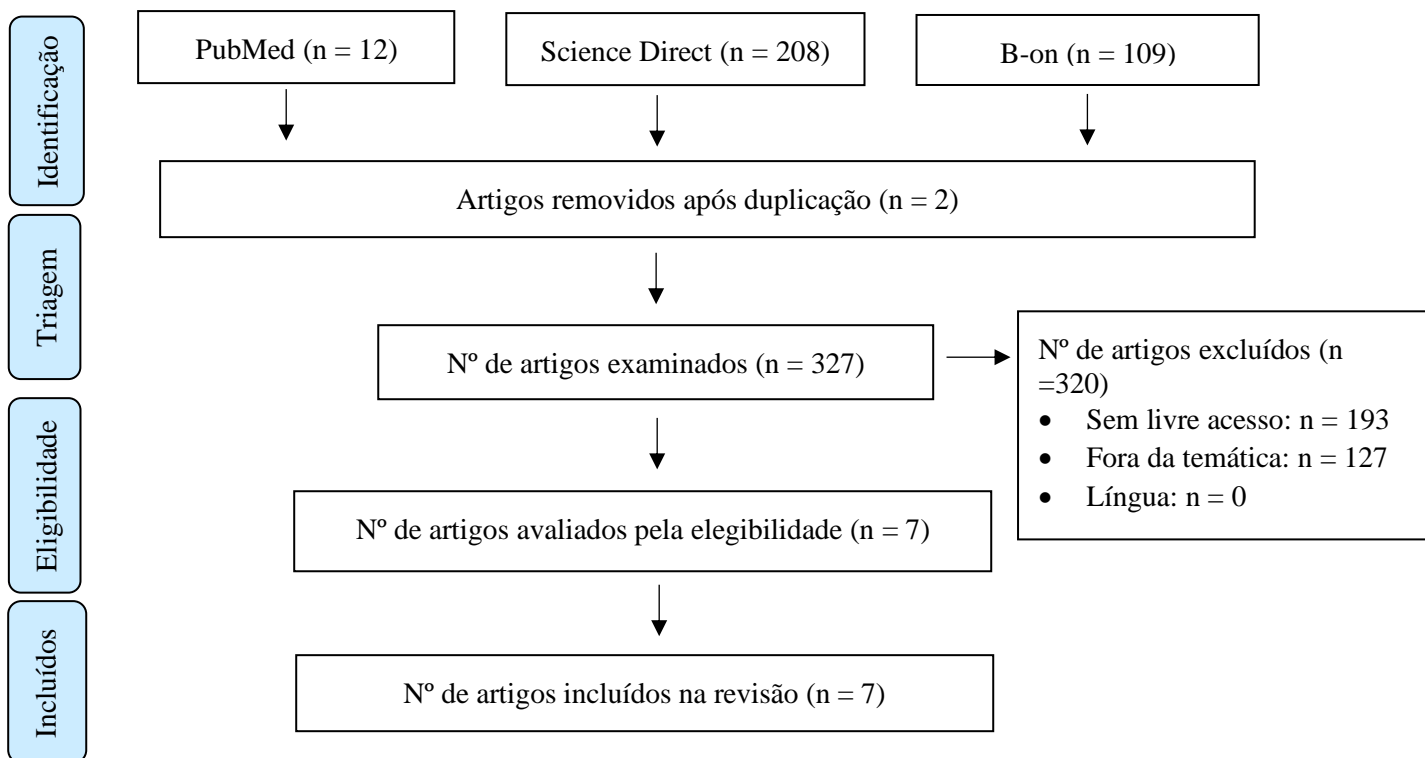 Identificação
PubMed (n = 12)
Science Direct (n = 208)
B-on (n = 109)
Artigos removidos após duplicação (n = 2)
Triagem
Nº de artigos examinados (n = 327)
Nº de artigos excluídos (n
=320)
• Sem livre acesso: n = 193
• Fora da temática: n = 127
• Língua: n = 0
Eligibilidade
Nº de artigos avaliados pela elegibilidade (n = 7)
Incluídos
Nº de artigos incluídos na revisão (n = 7)